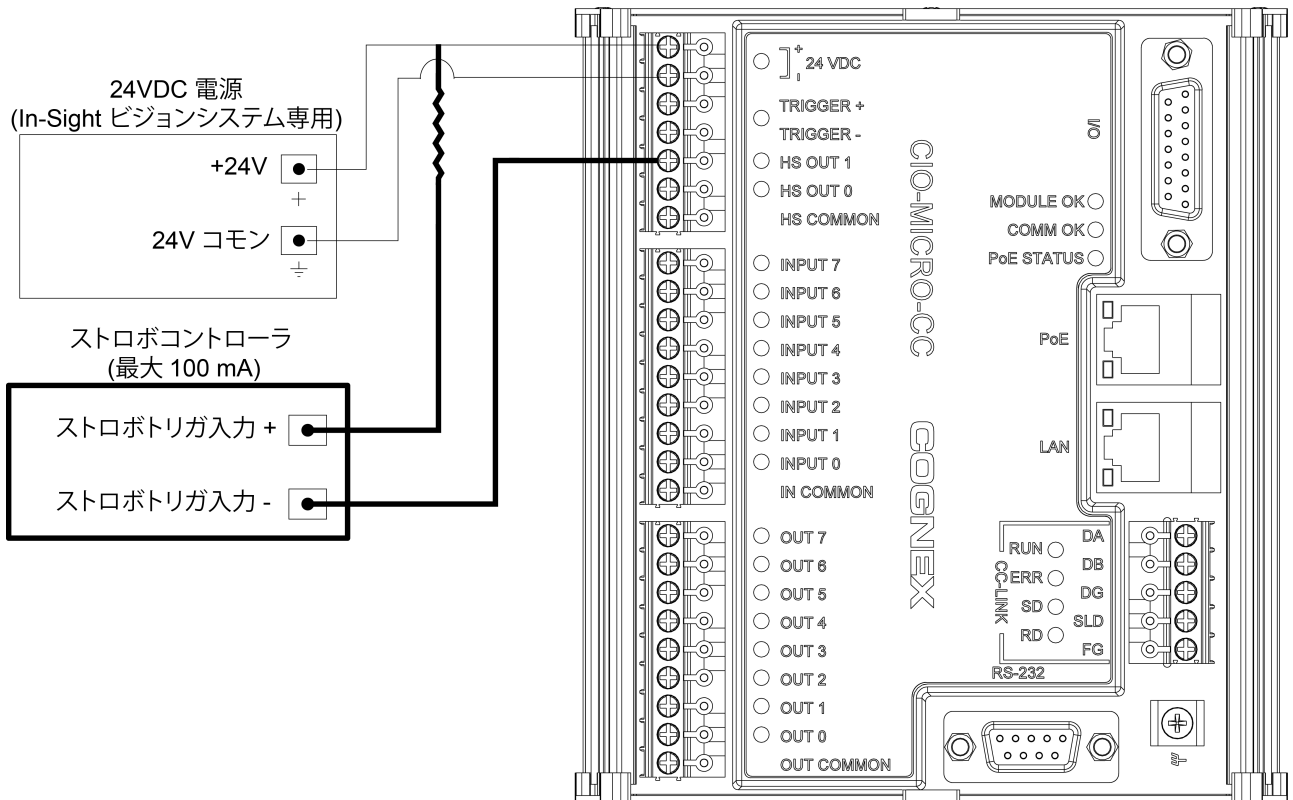 24VDC 電源
(In-Sight ビジョンシステム専用)
+24V
+
24V コモン
ストロボコントローラ
(最大 100 mA)
ストロボトリガ入力 +
ストロボトリガ入力 -
+
24 VDC
-
TRIGGER +
TRIGGER -
HS OUT 1
HS OUT 0
HS COMMON
INPUT 7
INPUT 6
INPUT 5
INPUT 4
INPUT 3
INPUT 2
INPUT 1
INPUT 0
IN COMMON
OUT 7
OUT 6
OUT 5
OUT 4
OUT 3
OUT 2
OUT 1
OUT 0
OUT COMMON
CIO-MICRO-CC
COGNEX
I/O
MODULE OK
COMM OK
PoE STATUS
PoE
LAN
CC-LINK
RUN
ERR
SD
RD
DA
DB
DG
SLD
FG
RS-232